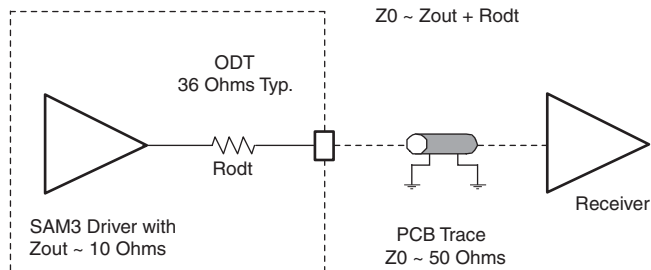 Z0 ~ Zout + Rodt
ODT
36 Ohms Typ.
Rodt
Receiver
SAM3 Driver with
Zout ~ 10 Ohms
PCB Trace
Z0 ~ 50 Ohms